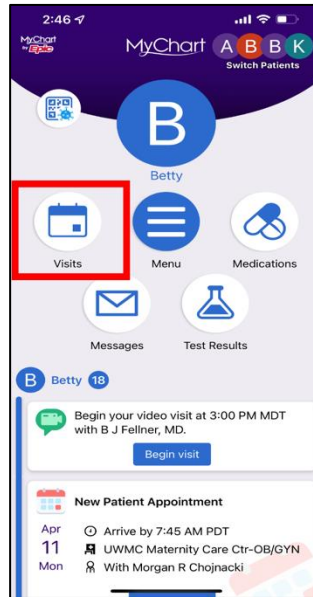 2:46
MyChart
by Epic
MyChart
A B B K
Switch Patients
B
Betty
Visits
Menu
Medications
Messages
Test Results
B Betty 18
Begin your video visit at 3:00 PM MDT
with B J Fellner, MD.
Begin visit
New Patient Appointment
Apr
11
Mon
Arrive by 7:45 AM PDT
UWMC Maternity Care Ctr-OB/GYN
With Morgan R Chojnacki